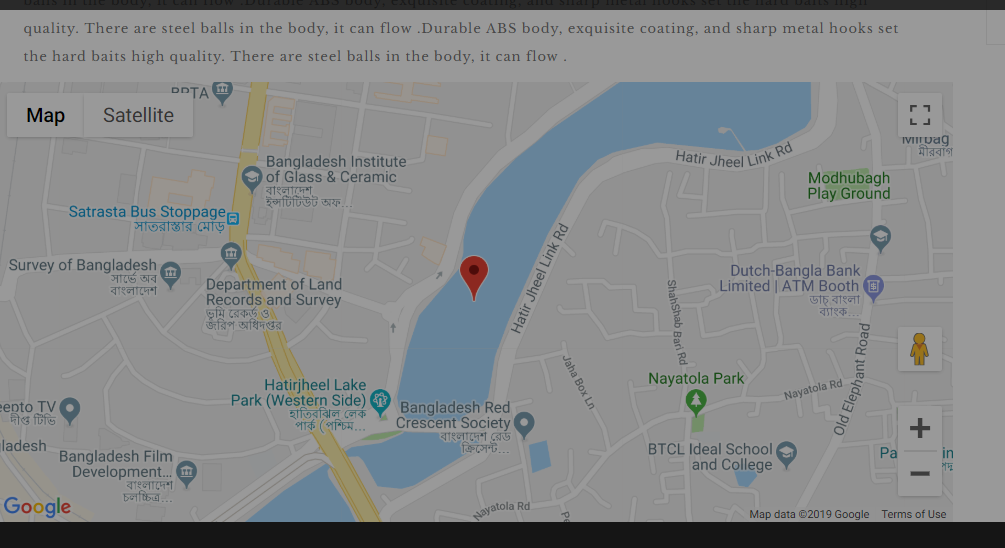 quality. There are steel balls in the body, it can flow .Durable ABS body, exquisite coating, and sharp metal hooks set
the hard baits high quality. There are steel balls in the body, it can flow .
Map
Satellite
Hatir Jheel Link Rd
মীরবাগ
Bangladesh Institute
of Glass & Ceramic
বাংলাদেশ
ইন্সটিটিউট অফ...
Modhubagh
Play Ground
Satrasta Bus Stoppage
সাতরাস্তার মোড়
Survey of Bangladesh
সার্ভে অব
বাংলাদেশ
Department of Land
Records and Survey
ভূমি রেকর্ড ও
জরিপ অধিদপ্তর
Hatir Jheel Link Rd
Dutch-Bangla Bank
Limited | ATM Booth
ডাচ্ বাংলা
ব্যাংক...
ShahShab Bari Rd
Old Elephant Road
Jaha Box Ln
Nayatola Park
Nayatola Rd
Hatirjheel Lake
Park (Western Side)
হাতিরঝিল লেক
পার্ক (পশ্চিম...
Bangladesh Red
Crescent Society
বাংলাদেশ রেড
ক্রিসেন্ট...
eento TV
দীপ্ত টিভি
ladesh
Bangladesh Film
Development...
বাংলাদেশ
চলচ্চিত্র...
BTCL Ideal School
and College
Nayatola Rd
Google
Map data ©2019 Google
Terms of Use